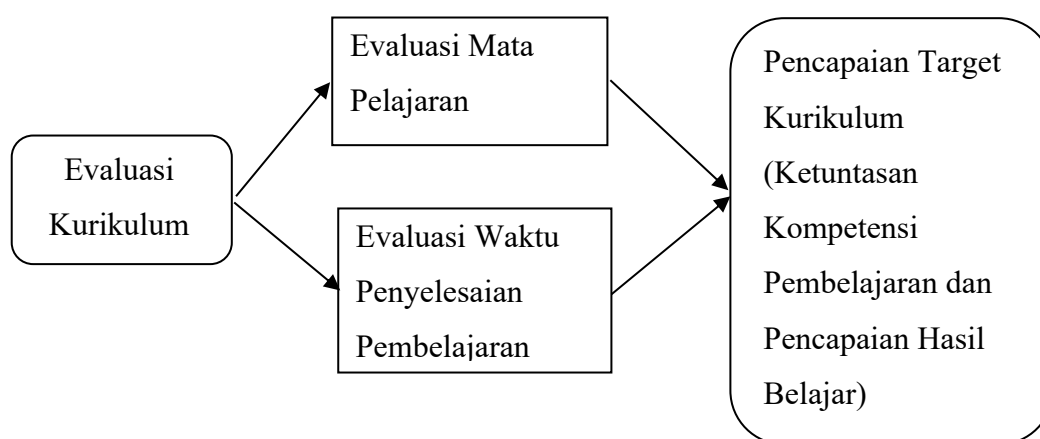 Evaluasi
Kurikulum
Evaluasi Mata
Pelajaran
Evaluasi Waktu
Penyelesaian
Pembelajaran
Pencapaian Target
Kurikulum
(Ketuntasan
Kompetensi
Pembelajaran dan
Pencapaian Hasil
Belajar)